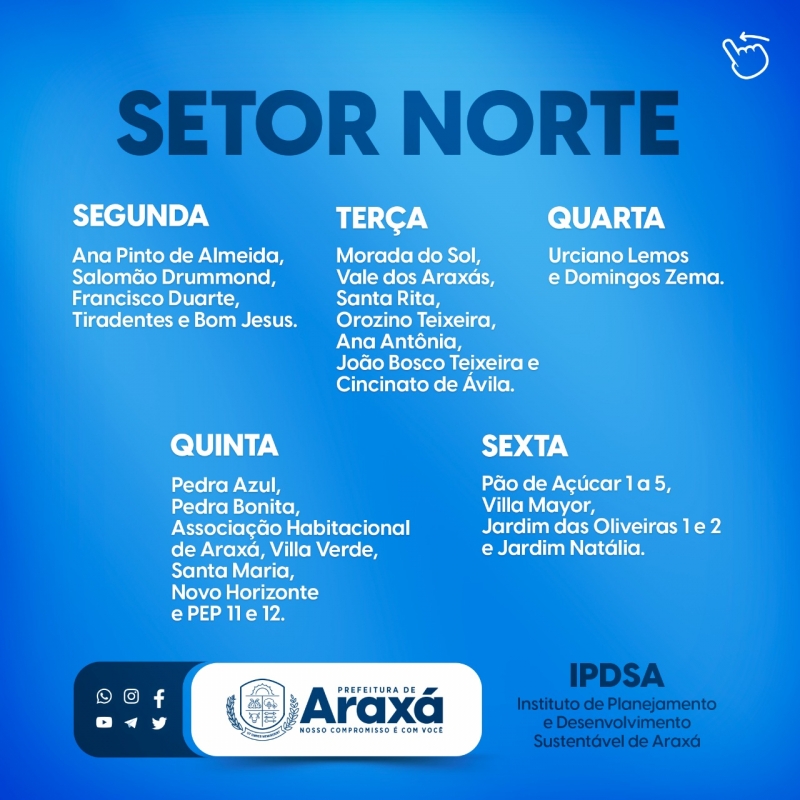 SETOR NORTE
SEGUNDA
Ana Pinto de Almeida,
Salomão Drummond,
Francisco Duarte,
Tiradentes e Bom Jesus.
TERÇA
Morada do Sol,
Vale dos Araxás,
Santa Rita,
Orozino Teixeira,
Ana Antônia,
João Bosco Teixeira e
Cincinato de Ávila.
QUARTA
Urciano Lemos
e Domingos Zema.
QUINTA
Pedra Azul,
Pedra Bonita,
Associação Habitacional
de Araxá, Villa Verde,
Santa Maria,
Novo Horizonte
e PEP 11 e 12.
SEXTA
Pão de Açúcar 1 a 5,
Villa Mayor,
Jardim das Oliveiras 1 e 2
e Jardim Natália.
PREFEITURA DE
Araxá
NOSSO COMPROMISSO É COM VOCÊ
IPDSA
Instituto de Planejamento
e Desenvolvimento
Sustentável de Araxá